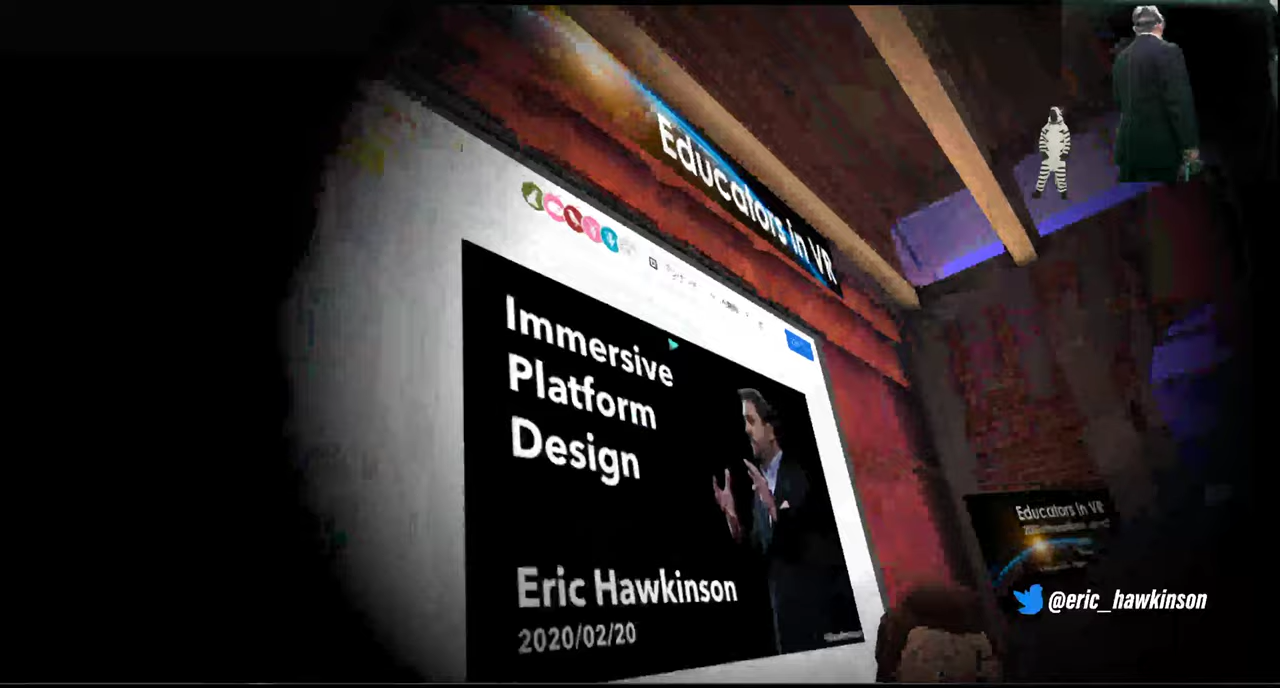 Educators in VR
Immersive
Platform
Design
Eric Hawkinson
2020/02/20
Educators in VR
@eric_hawkinson